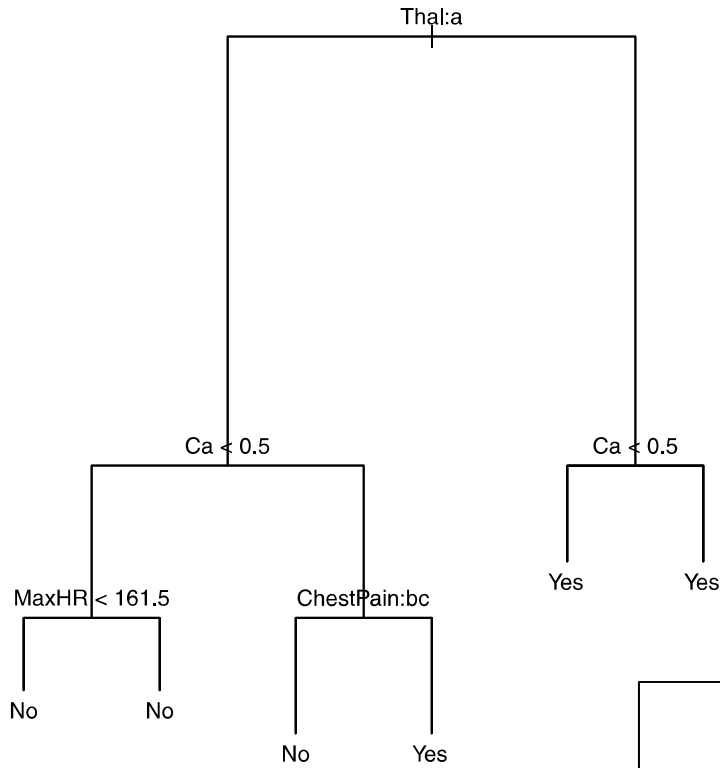 Thal:a
Ca < 0.5
Ca < 0.5
MaxHR < 161.5
ChestPain:bc
Yes
Yes
No
No
No
Yes